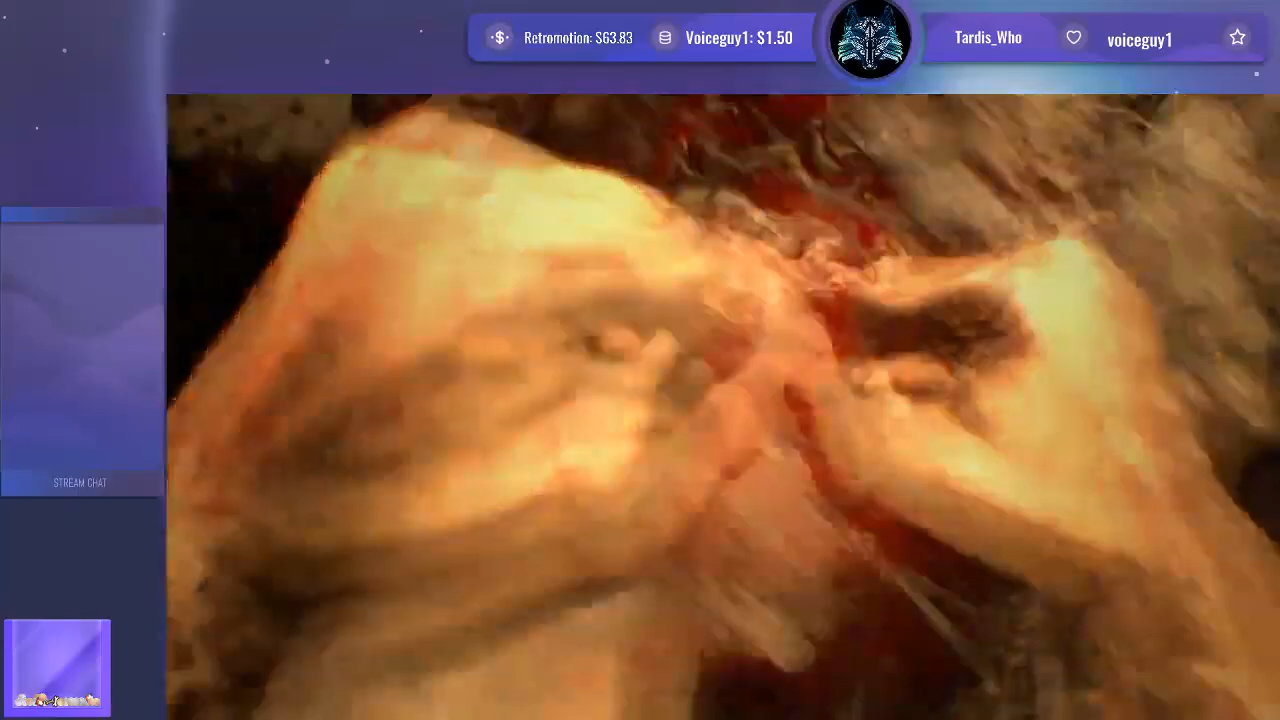 Retromotion: $63.83
Voiceguy1: $1.50
Tardis_Who
voiceguy1
STREAM CHAT